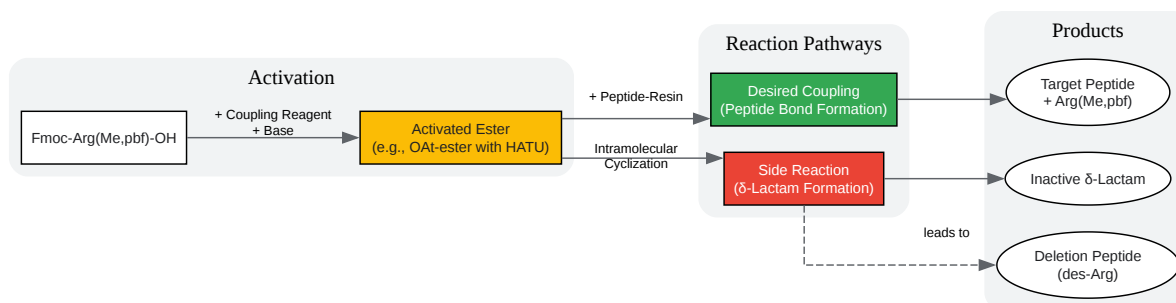 Products
Reaction Pathways
Activation
Fmoc-Arg(Me,pbf)-OH
+ Coupling Reagent
+ Base
Activated Ester
(e.g., OAt-ester with HATU)
+ Peptide-Resin
Intramolecular
Cyclization
Desired Coupling
(Peptide Bond Formation)
Side Reaction
(δ-Lactam Formation)
leads to
Target Peptide
+ Arg(Me,pbf)
Inactive δ-Lactam
Deletion Peptide
(des-Arg)